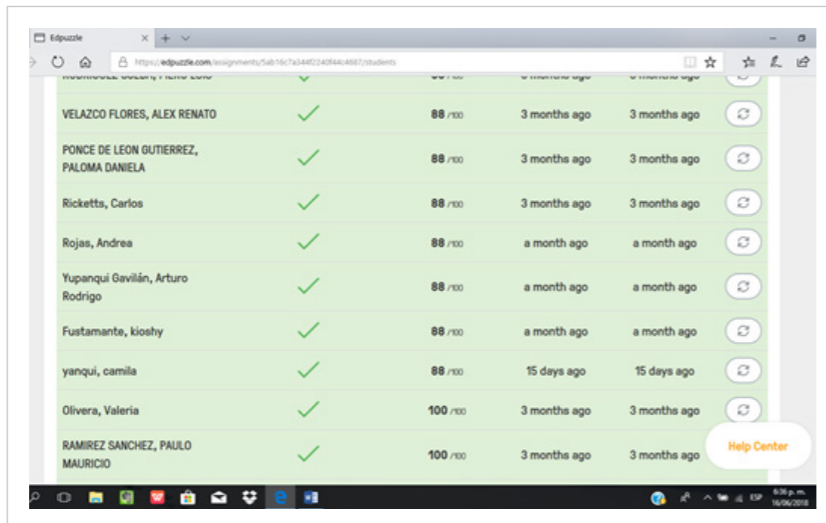 Edpuzzle
https://edpuzzle.com/assignments/5ab16c7a344f2240f44c4687/students
VELAZCO FLORES, ALEX RENATO 88 /100 3 months ago 3 months ago
PONCE DE LEON GUTIERREZ,
PALOMA DANIELA 88 /100 3 months ago 3 months ago
Ricketts, Carlos 88 /100 3 months ago 3 months ago
Rojas, Andrea 88 /100 a month ago a month ago
Yupanqui Gavilán, Arturo
Rodrigo 88 /100 a month ago a month ago
Fustamante, kioshy 88 /100 a month ago a month ago
yanqui, camila 88 /100 15 days ago 15 days ago
Olivera, Valeria 100 /100 3 months ago 3 months ago
RAMIREZ SANCHEZ, PAULO
MAURICIO 100 /100 3 months ago 3 months ago
Help Center
ESP
6:36 p. m.
16/06/2018